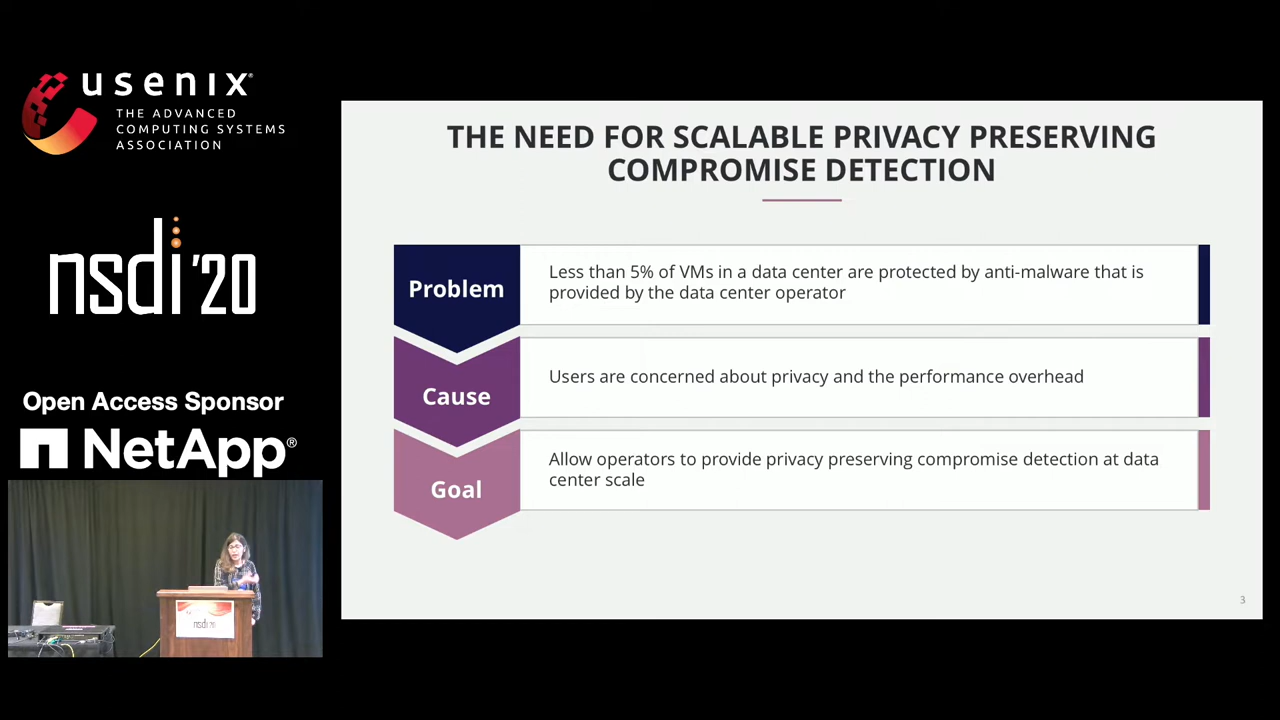 usenix®
THE ADVANCED
COMPUTING SYSTEMS
ASSOCIATION
nsdi '20
Open Access Sponsor
NetApp®
nsdi '20
THE NEED FOR SCALABLE PRIVACY PRESERVING
COMPROMISE DETECTION
Problem
Less than 5% of VMs in a data center are protected by anti-malware that is
provided by the data center operator
Cause
Users are concerned about privacy and the performance overhead
Goal
Allow operators to provide privacy preserving compromise detection at data
center scale
3